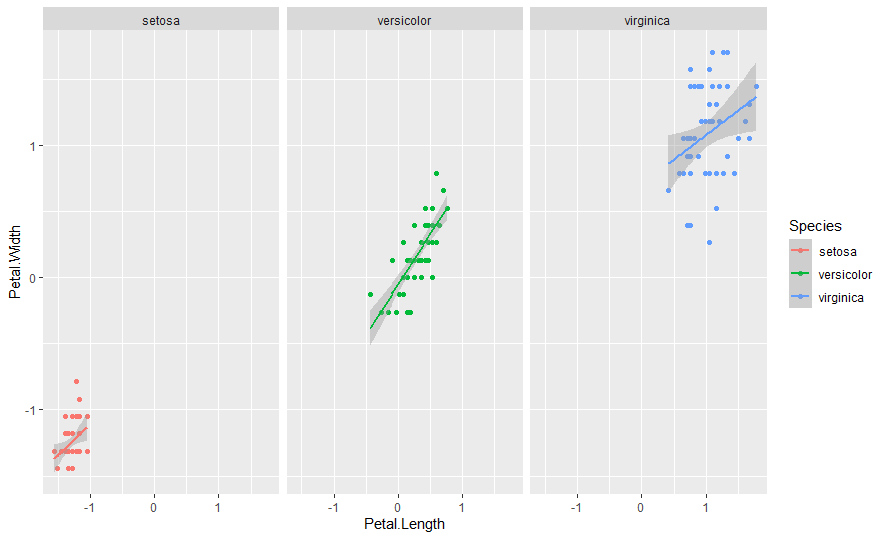 setosa
versicolor
virginica
Petal.Width
1
0
-1
-1 0 1
-1 0 1
-1 0 1
Petal.Length
Species
setosa
versicolor
virginica